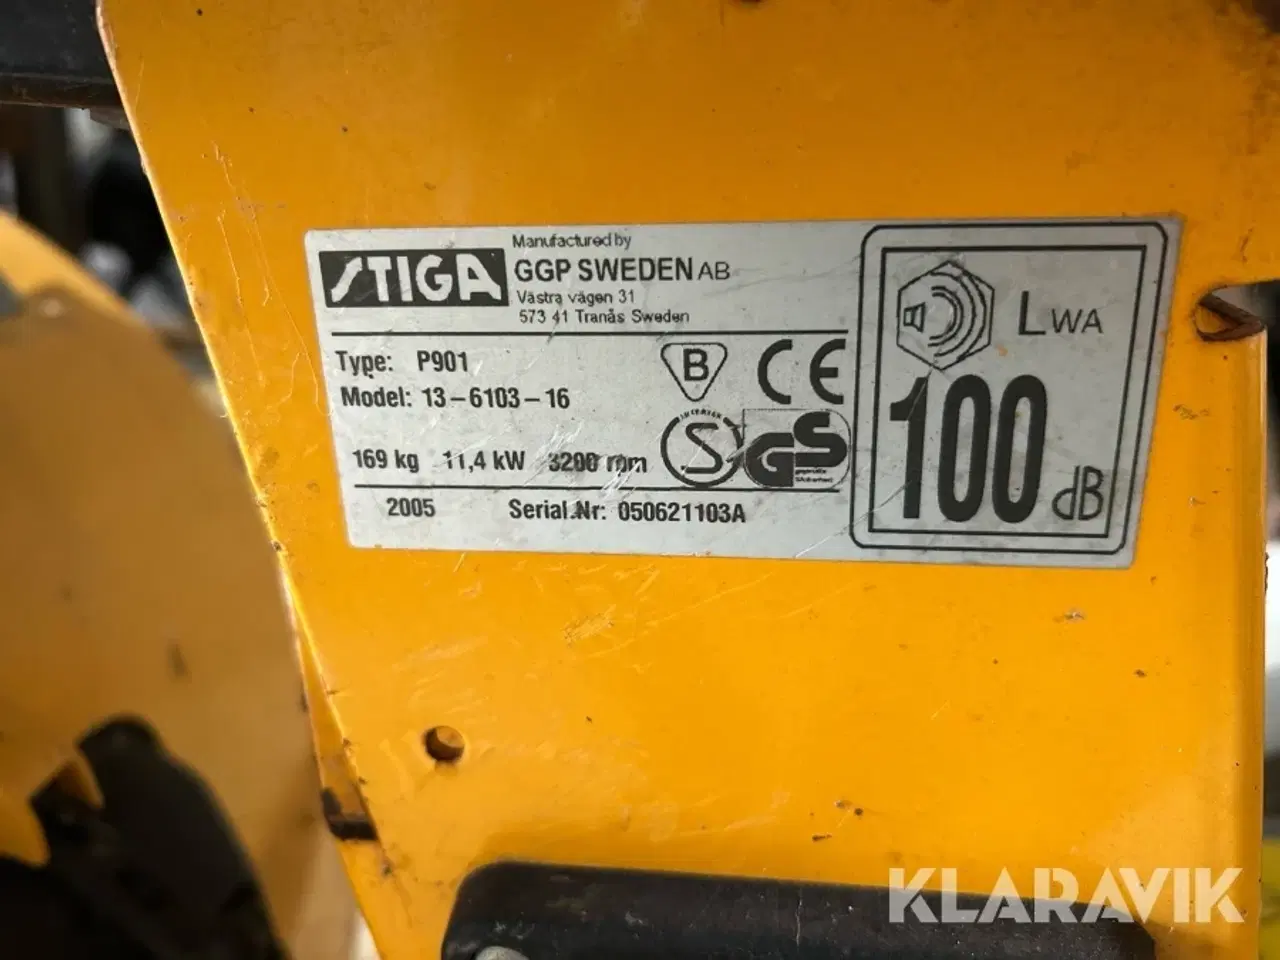 STIGA
Manufactured by
GGP SWEDEN AB
Västra vägen 31
573 41 Tranås Sweden
Type: P901
Model: 13-6103-16
B CE
S GS
169 kg 11,4 kW 3200 mm
2005 Serial.Nr: 050621103A
LWA
100 dB
KLARAVIK